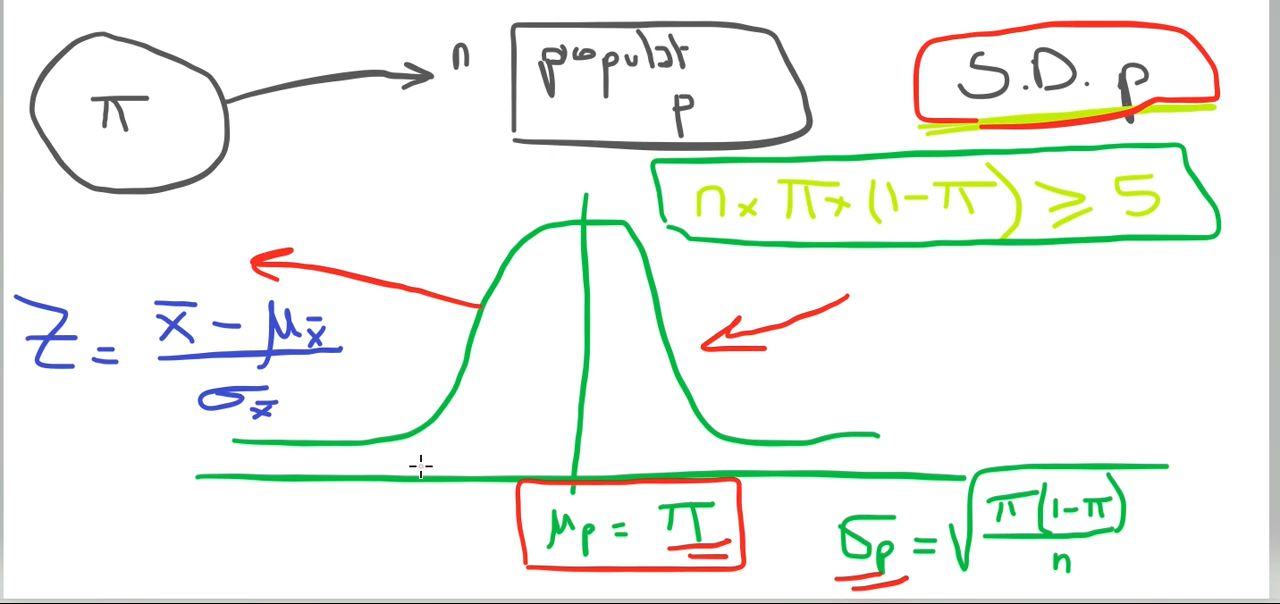 π
n
populat
p
S.D. p
n × π × (1-π) ≥ 5
Z = (x̄ - μx̄) / σx̄
μp = π
σp = √(π(1-π)/n)